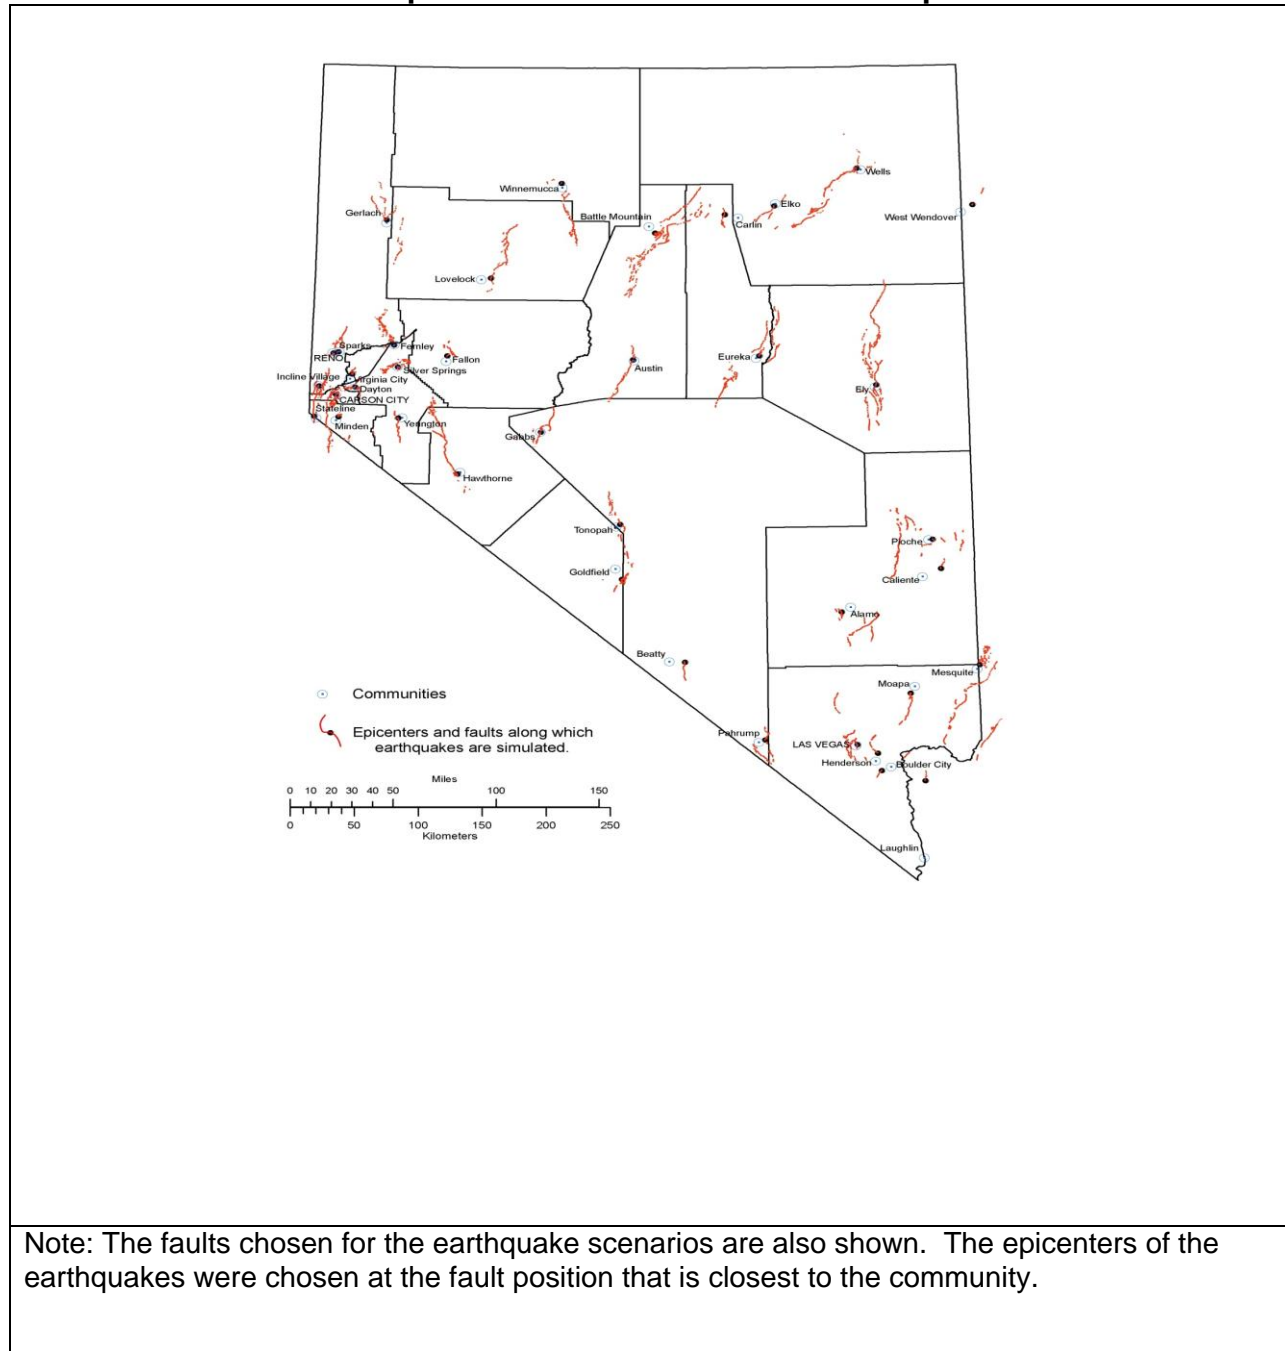 Wells
Winnemucca
Elko
Gerlach
Battle Mountain
West Wendover
Carlin
Lovelock
Sparks
Fernley
RENO
Fallon
Eureka
Austin
Silver Springs
Incline Village
Virginia City
Dayton
Ely
CARSON CITY
Stateline
Minden
Yerington
Gabbs
Hawthorne
Tonopah
Pioche
Goldfield
Caliente
Alamo
Beatty
Mesquite
Moapa
Communities
Pahrump
Epicenters and faults along which
earthquakes are simulated.
LAS VEGAS
Henderson
Boulder City
Miles
0 10 20 30 40 50 100 150
0 50 100 150 200 250
Kilometers
Laughlin
Note: The faults chosen for the earthquake scenarios are also shown. The epicenters of the
earthquakes were chosen at the fault position that is closest to the community.